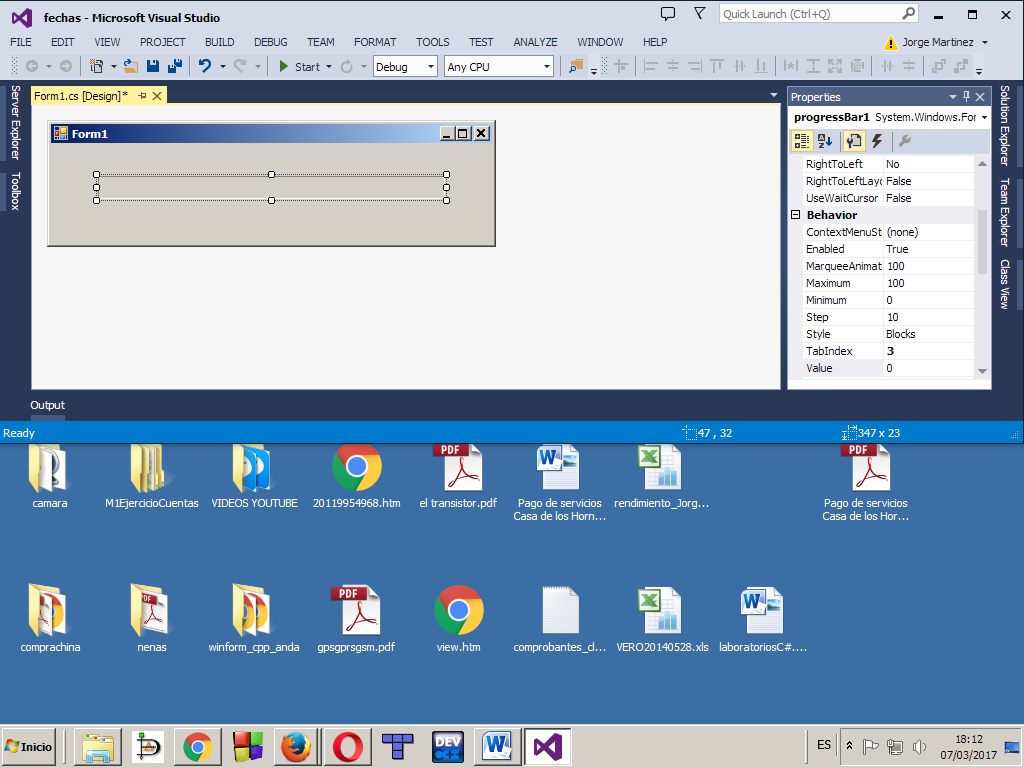 fechas - Microsoft Visual Studio
Quick Launch (Ctrl+Q)
FILE EDIT VIEW PROJECT BUILD DEBUG TEAM FORMAT TOOLS TEST ANALYZE WINDOW HELP
Jorge Martinez
Start
Debug
Any CPU
Server Explorer
Toolbox
Form1.cs [Design]*
Form1
Properties
progressBar1 System.Windows.For
RightToLeft No
RightToLeftLayo False
UseWaitCursor False
Behavior
ContextMenuSt (none)
Enabled True
MarqueeAnimat 100
Maximum 100
Minimum 0
Step 10
Style Blocks
TabIndex 3
Value 0
Solution Explorer
Team Explorer
Class View
Output
Ready
47 , 32
347 x 23
camara
M1EjercicioCuentas
VIDEOS YOUTUBE
20119954968.htm
PDF
el transistor.pdf
Pago de servicios
Casa de los Horn...
rendimiento_Jorg...
PDF
Pago de servicios
Casa de los Hor...
comprachina
PDF
nenas
winform_cpp_anda
PDF
gpsgprsgsm.pdf
view.htm
comprobantes_cl...
VERO20140528.xls
laboratoriosC#....
Inicio
DEV
C++
ES
18:12
07/03/2017